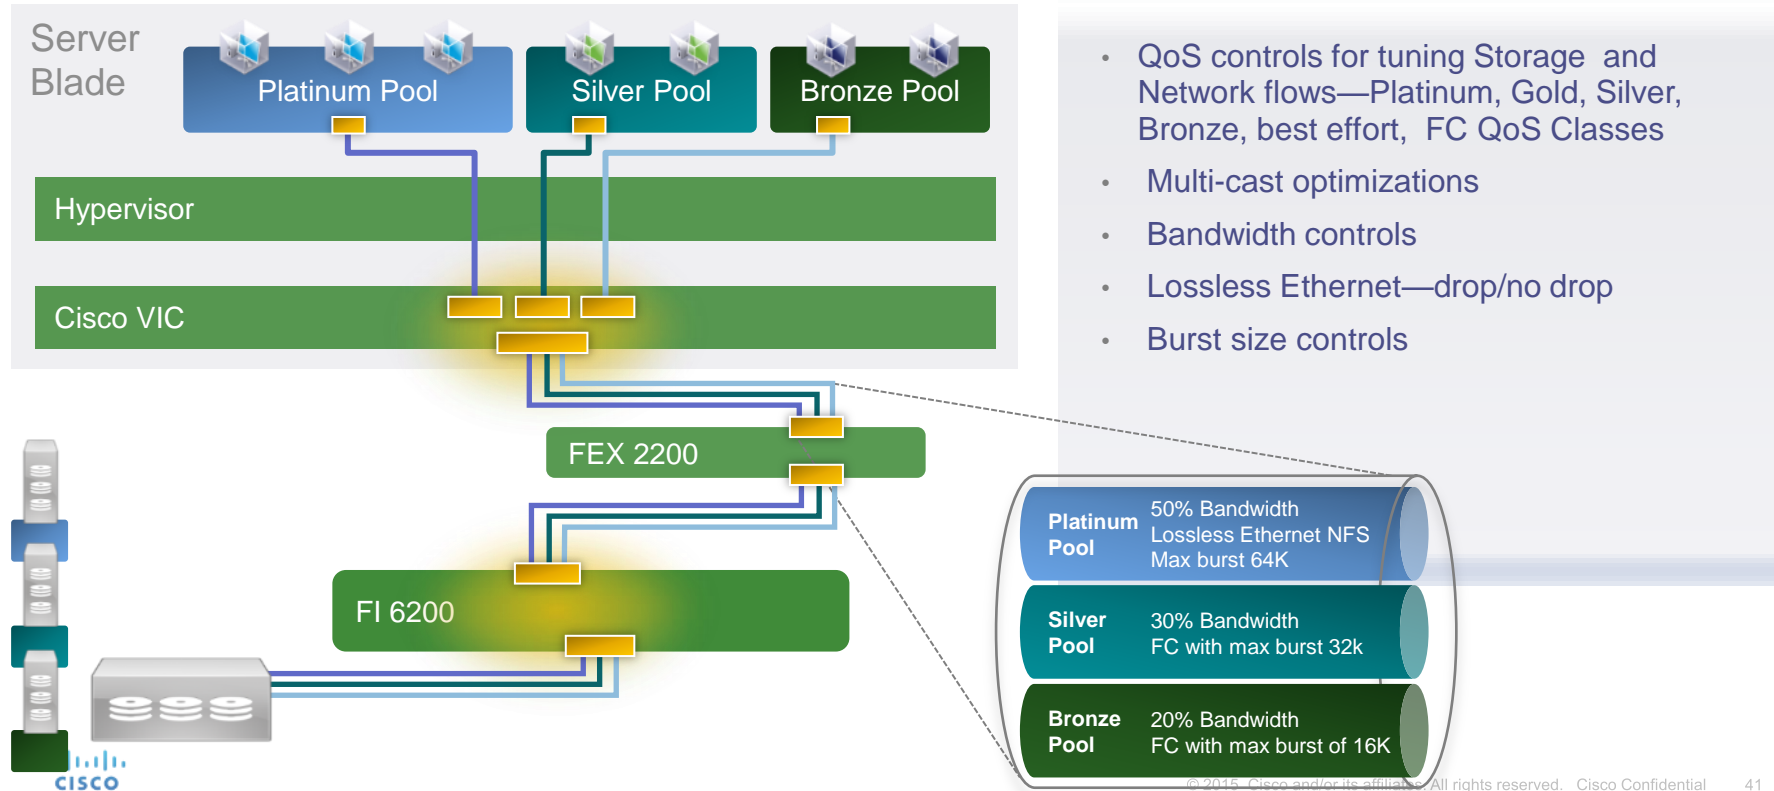 Server
Blade
Platinum Pool
Silver Pool
Bronze Pool
Hypervisor
Cisco VIC
FEX 2200
FI 6200
• QoS controls for tuning Storage and
Network flows—Platinum, Gold, Silver,
Bronze, best effort, FC QoS Classes
• Multi-cast optimizations
• Bandwidth controls
• Lossless Ethernet—drop/no drop
• Burst size controls
Platinum
Pool
50% Bandwidth
Lossless Ethernet NFS
Max burst 64K
Silver
Pool
30% Bandwidth
FC with max burst 32k
Bronze
Pool
20% Bandwidth
FC with max burst of 16K
CISCO
© 2015 Cisco and/or its affiliates. All rights reserved. Cisco Confidential 41